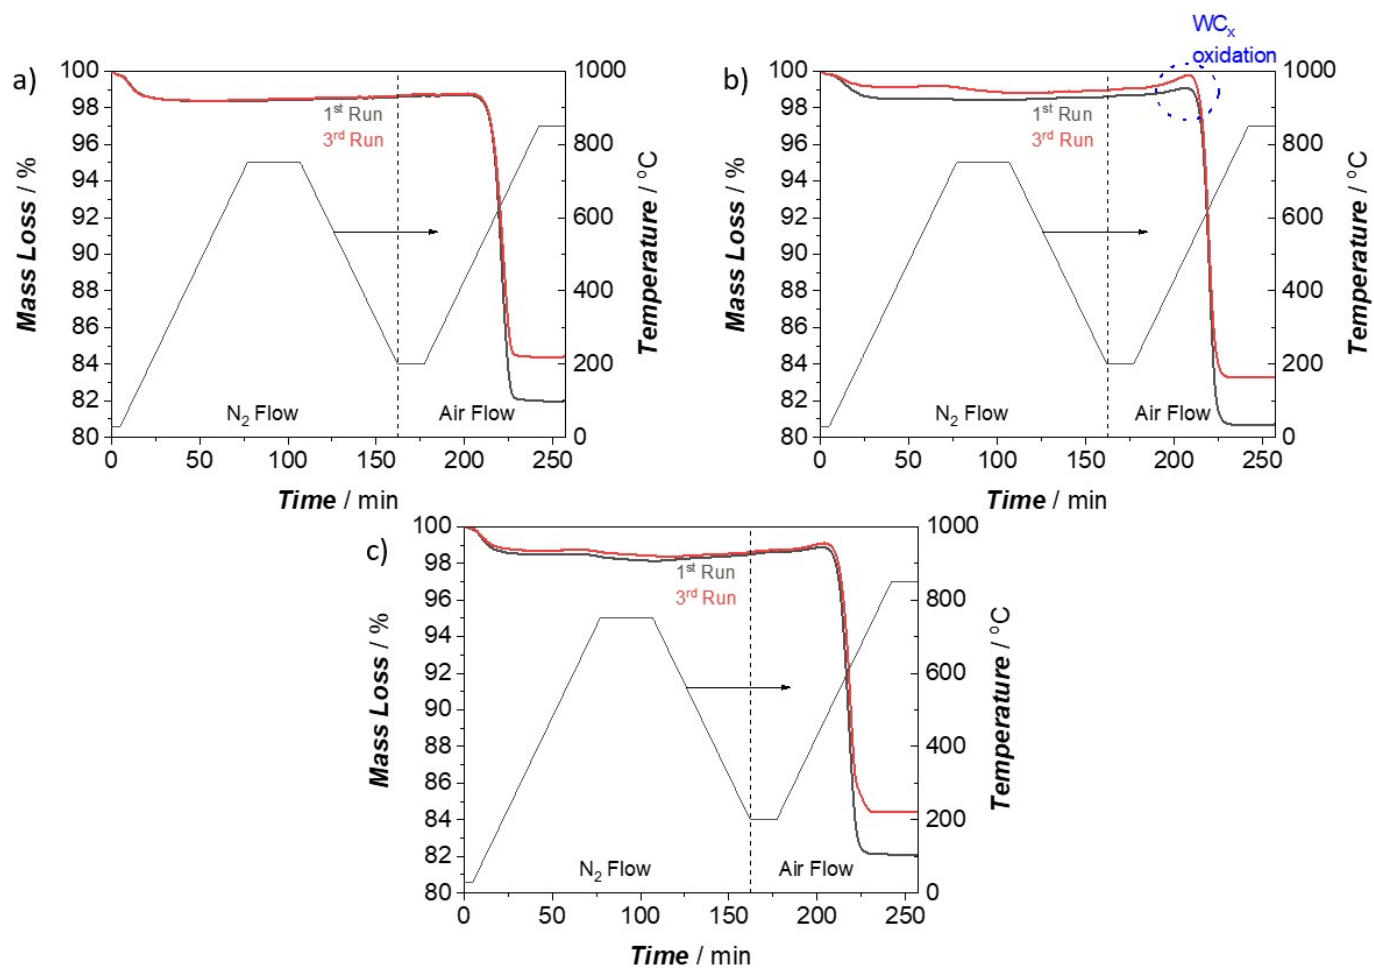 WCx
oxidation
a)
100
98
96
94
92
90
88
86
84
82
80
Mass Loss / %
1st Run
3rd Run
N2 Flow
Air Flow
1000
800
600
400
200
0
Temperature / °C
0 50 100 150 200 250
Time / min
b)
100
98
96
94
92
90
88
86
84
82
80
Mass Loss / %
1st Run
3rd Run
N2 Flow
Air Flow
1000
800
600
400
200
0
Temperature / °C
0 50 100 150 200 250
Time / min
c)
100
98
96
94
92
90
88
86
84
82
80
Mass Loss / %
1st Run
3rd Run
N2 Flow
Air Flow
1000
800
600
400
200
0
Temperature / °C
0 50 100 150 200 250
Time / min